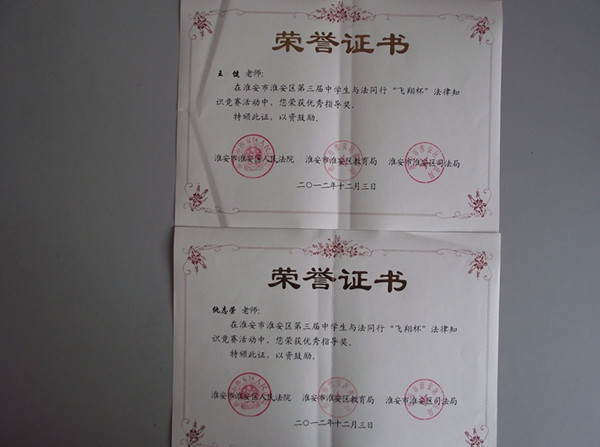 荣誉证书
王 健 老师:
在淮安市淮安区第三届中学生与法同行“飞翔杯”法律知
识竞赛活动中，您荣获优秀指导奖。
特颁此证，以资鼓励。
淮安市淮安区人民法院 淮安市淮安区教育局 淮安市淮安区司法局
二〇一二年十二月三日
荣誉证书
志荣 老师:
在淮安市淮安区第三届中学生与法同行“飞翔杯”法律知
识竞赛活动中，您荣获优秀指导奖。
特颁此证，以资鼓励。
淮安市淮安区人民法院 淮安市淮安区教育局 淮安市淮安区司法局
二〇一二年十二月三日